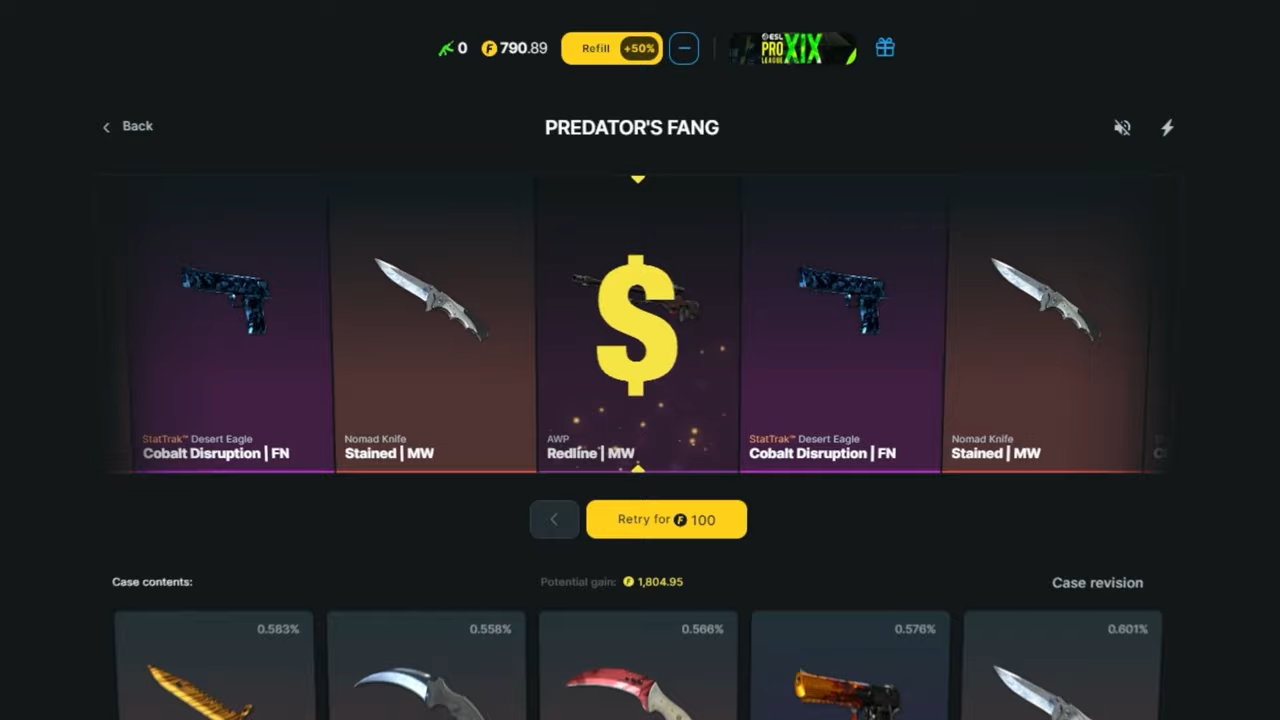 0 790.89 Refill +50% ESL PRO LEAGUE XIX
Back PREDATOR'S FANG
$
StatTrak™ Desert Eagle
Cobalt Disruption | FN
Nomad Knife
Stained | MW
AWP
Redline | MW
StatTrak™ Desert Eagle
Cobalt Disruption | FN
Nomad Knife
Stained | MW
Retry for F 100
Case contents: Potential gain: F 1,804.95 Case revision
0.583% 0.558% 0.566% 0.576% 0.601%